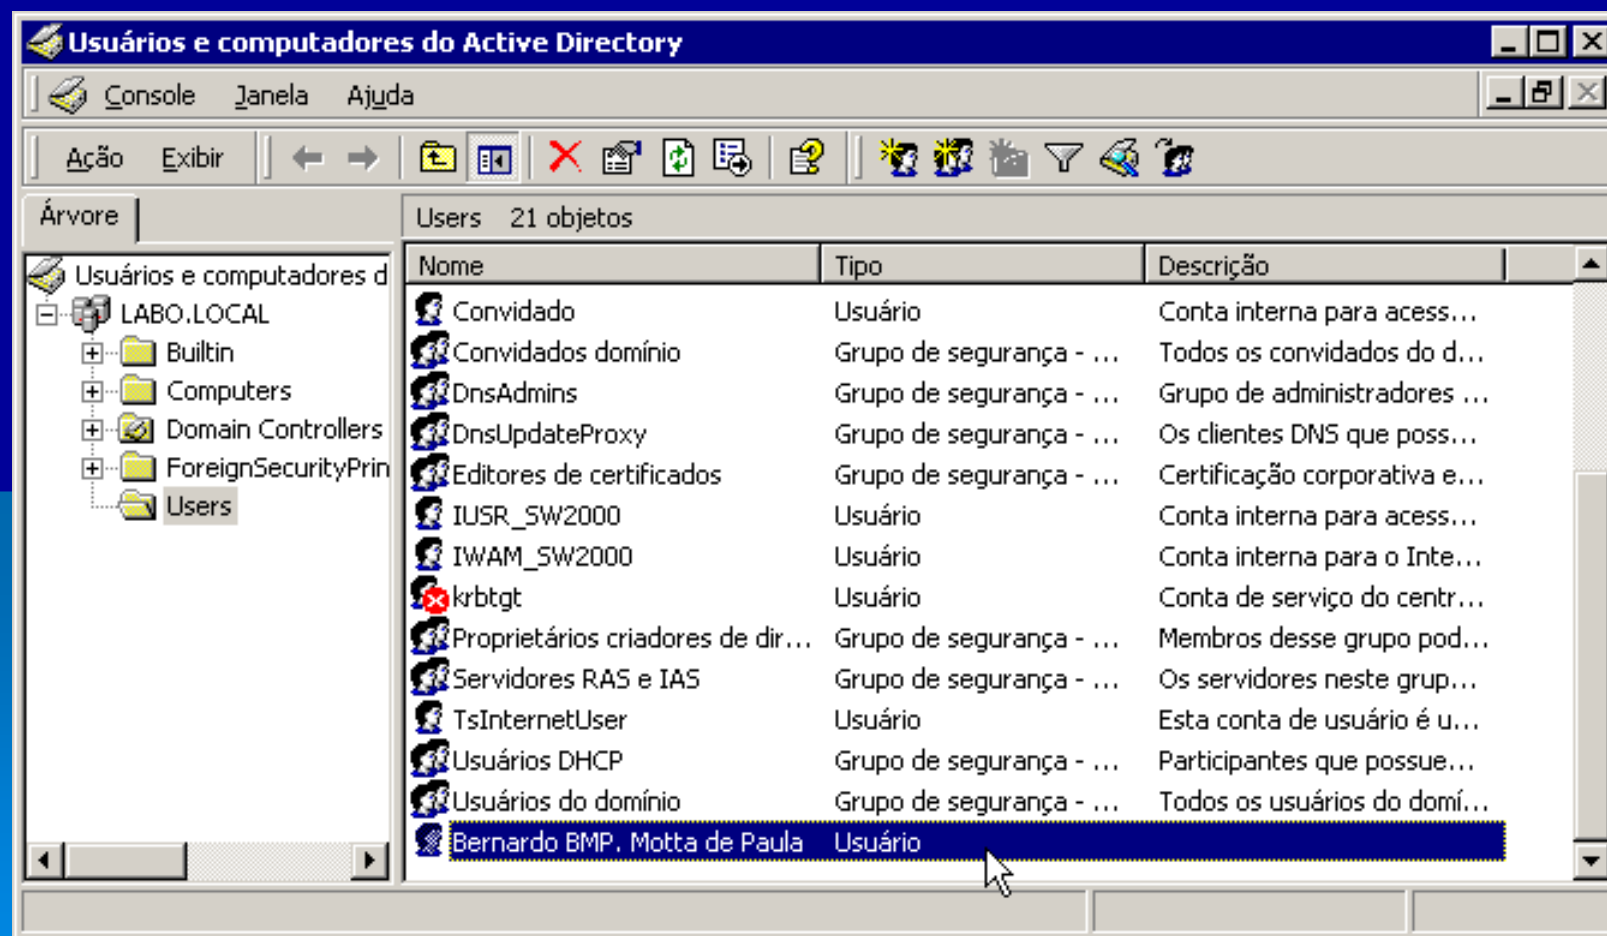 Usuários e computadores do Active Directory
Console Janela Ajuda
Ação Exibir
Árvore
Users 21 objetos
Usuários e computadores d
LABO.LOCAL
Builtin
Computers
Domain Controllers
ForeignSecurityPrin
Users
Nome Tipo Descrição
Convidado Usuário Conta interna para acess...
Convidados domínio Grupo de segurança - ... Todos os convidados do d...
DnsAdmins Grupo de segurança - ... Grupo de administradores ...
DnsUpdateProxy Grupo de segurança - ... Os clientes DNS que poss...
Editores de certificados Grupo de segurança - ... Certificação corporativa e...
IUSR_SW2000 Usuário Conta interna para acess...
IWAM_SW2000 Usuário Conta interna para o Inte...
krbtgt Usuário Conta de serviço do centr...
Proprietários criadores de dir... Grupo de segurança - ... Membros desse grupo pod...
Servidores RAS e IAS Grupo de segurança - ... Os servidores neste grup...
TsInternetUser Usuário Esta conta de usuário é u...
Usuários DHCP Grupo de segurança - ... Participantes que possue...
Usuários do domínio Grupo de segurança - ... Todos os usuários do domí...
Bernardo BMP. Motta de Paula Usuário